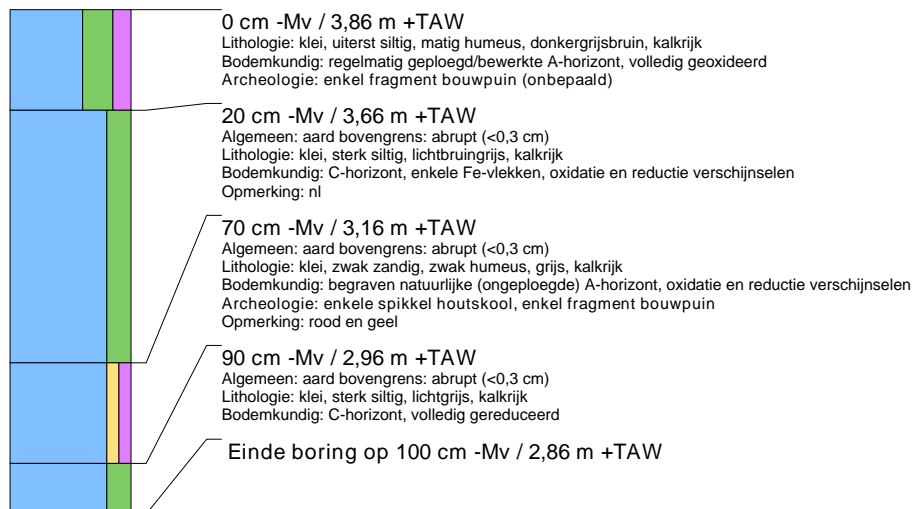 0 cm -Mv / 3,86 m +TAW
Lithologie: klei, uiterst siltig, matig humeus, donkergrijsbruin, kalkrijk
Bodemkundig: regelmatig geploegd/bewerkte A-horizont, volledig geoxideerd
Archeologie: enkel fragment bouwpuin (onbepaald)
20 cm -Mv / 3,66 m +TAW
Algemeen: aard bovengrens: abrupt (<0,3 cm)
Lithologie: klei, sterk siltig, lichtbruingrijs, kalkrijk
Bodemkundig: C-horizont, enkele Fe-vlekken, oxidatie en reductie verschijnselen
Opmerking: nl
70 cm -Mv / 3,16 m +TAW
Algemeen: aard bovengrens: abrupt (<0,3 cm)
Lithologie: klei, zwak zandig, zwak humeus, grijs, kalkrijk
Bodemkundig: begraven natuurlijke (ongeploegde) A-horizont, oxidatie en reductie verschijnselen
Archeologie: enkele spikkel houtskool, enkel fragment bouwpuin
Opmerking: rood en geel
90 cm -Mv / 2,96 m +TAW
Algemeen: aard bovengrens: abrupt (<0,3 cm)
Lithologie: klei, sterk siltig, lichtgrijs, kalkrijk
Bodemkundig: C-horizont, volledig gereduceerd
Einde boring op 100 cm -Mv / 2,86 m +TAW